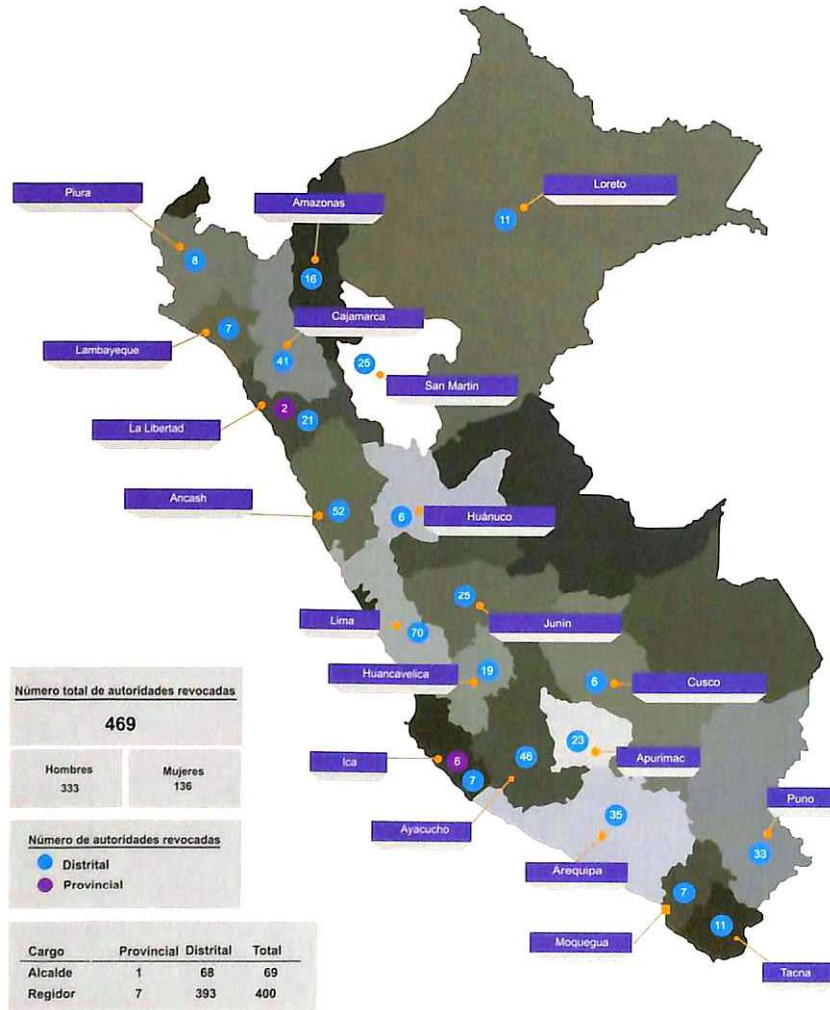 Loreto
11
Piura
Amazonas
8
16
Cajamarca
7
Lambayeque
41
25
San Martin
2
21
La Libertad
Ancash
52
6
Huánuco
25
Lima
70
Junin
Huancavelica
19
6
Cusco
Número total de autoridades revocadas
469
Hombres
333
Mujeres
136
Ica
6
7
46
23
Apurimac
Ayacucho
35
Arequipa
Puno
33
7
Moquegua
11
Tacna
Número de autoridades revocadas
Distrital
Provincial
Cargo Provincial Distrital Total
Alcalde 1 68 69
Regidor 7 393 400